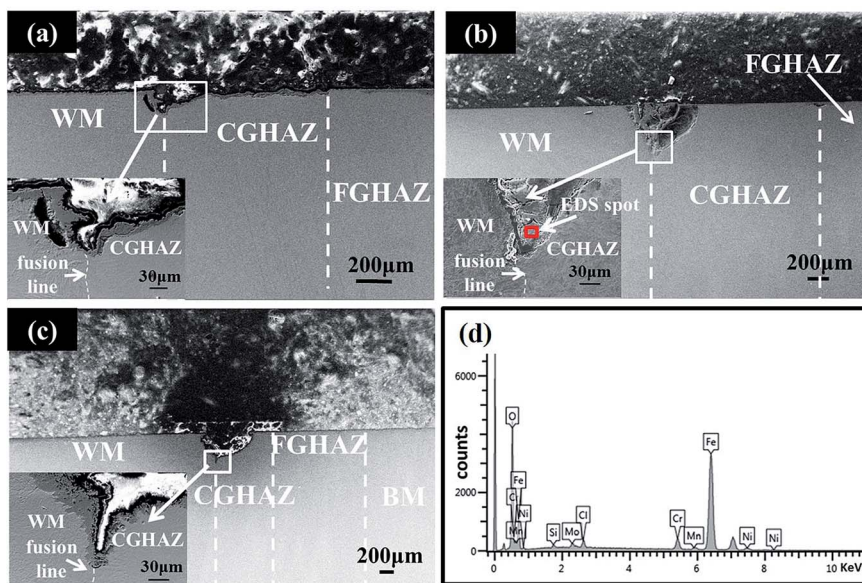 (a)
WM
CGHAZ
FGHAZ
WM
CGHAZ
fusion
line
30μm
200μm
(b)
FGHAZ
WM
CGHAZ
EDS spot
WM
CGHAZ
fusion
line
30μm
200μm
(c)
WM
FGHAZ
CGHAZ
BM
WM
CGHAZ
fusion
line
30μm
200μm
(d)
6000
4000
2000
0
counts
O
Fe
C
Ni
Mn
Si
Mo
Cl
Cr
Mn
Fe
Ni
Ni
0 2 4 6 8 10 KeV